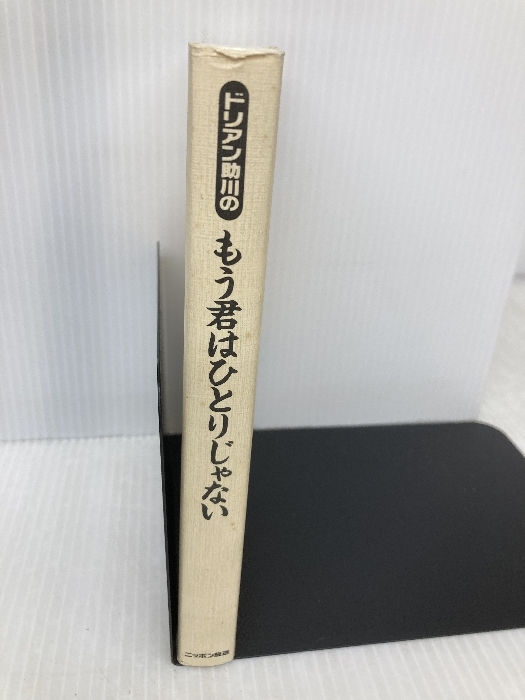 ドリアン助川の
もう君はひとりじゃない
ニッポン放送